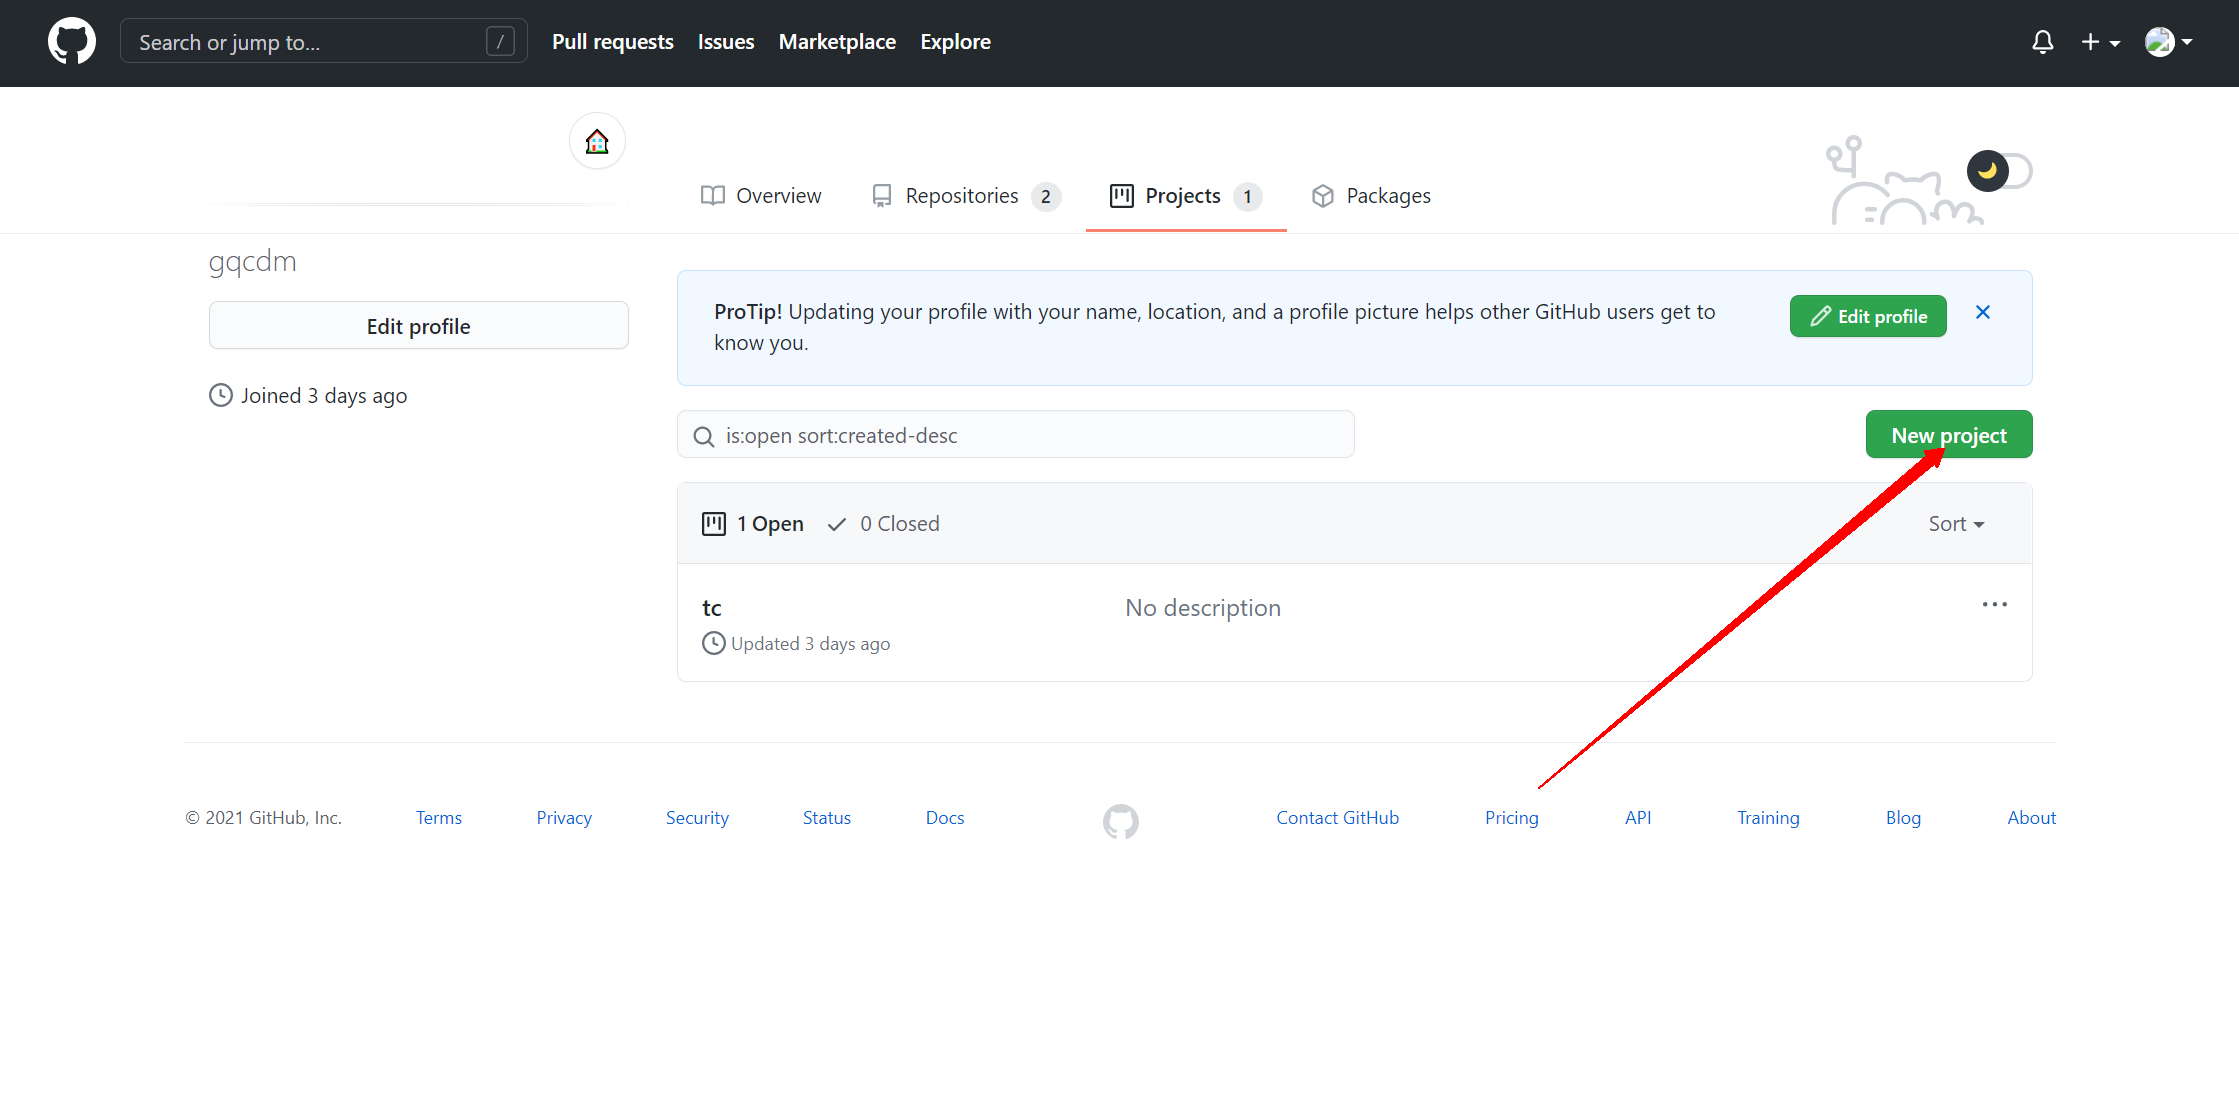 Search or jump to... /
Pull requests Issues Marketplace Explore
Overview Repositories 2 Projects 1 Packages
gqcdm
Edit profile
Joined 3 days ago
ProTip! Updating your profile with your name, location, and a profile picture helps other GitHub users get to
know you.
Edit profile
is:open sort:created-desc
New project
1 Open 0 Closed
Sort
tc
No description
Updated 3 days ago
© 2021 GitHub, Inc. Terms Privacy Security Status Docs Contact GitHub Pricing API Training Blog About